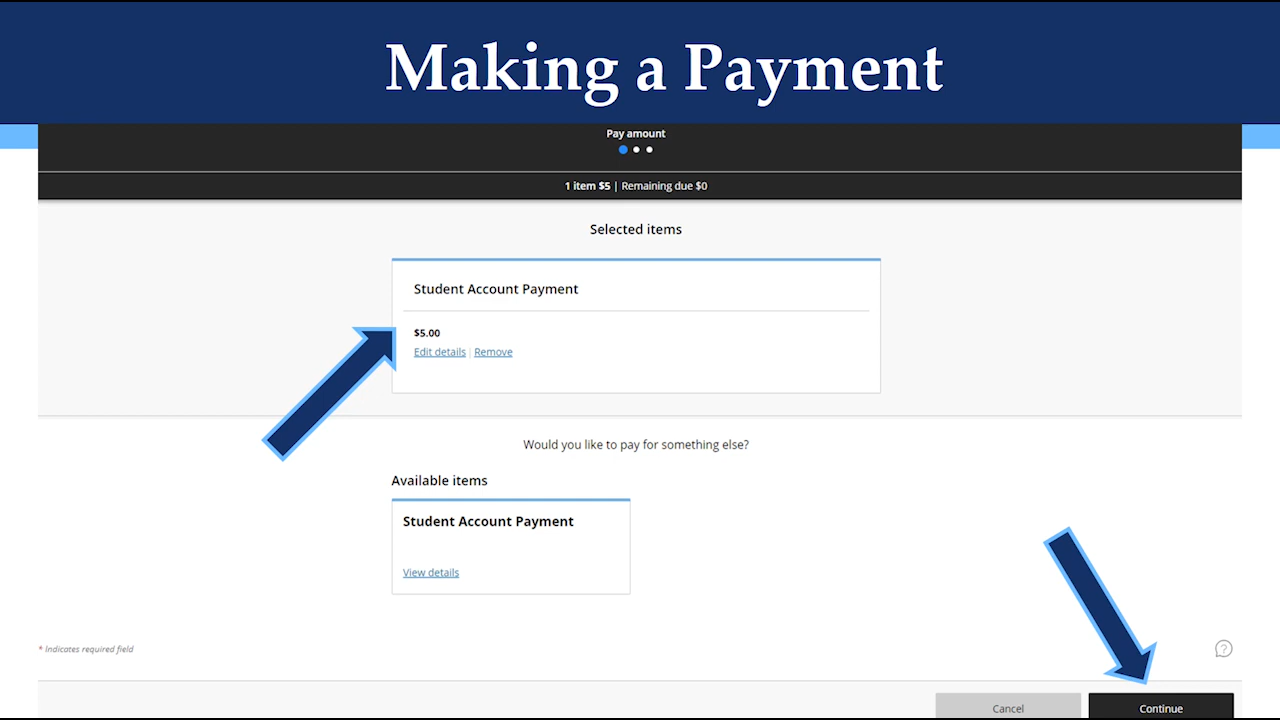 Making a Payment
Pay amount
1 item $5 | Remaining due $0
Selected items
Student Account Payment
$5.00
Edit details | Remove
Would you like to pay for something else?
Available items
Student Account Payment
View details
* Indicates required field
?
Cancel
Continue